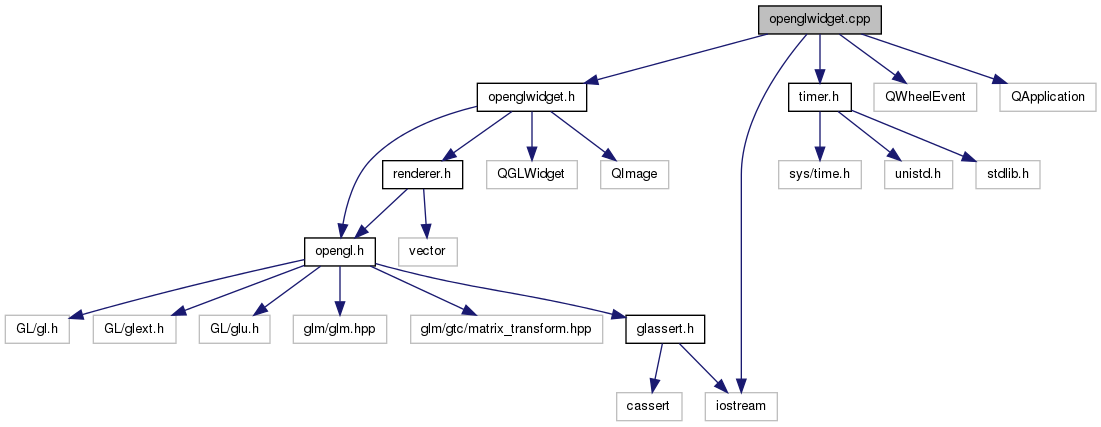 openglwidget.cpp
openglwidget.h
timer.h
QWheelEvent
QApplication
renderer.h
QGLWidget
QImage
sys/time.h
unistd.h
stdlib.h
opengl.h
vector
GL/gl.h
GL/glext.h
GL/glu.h
glm/glm.hpp
glm/gtc/matrix_transform.hpp
glassert.h
cassert
iostream